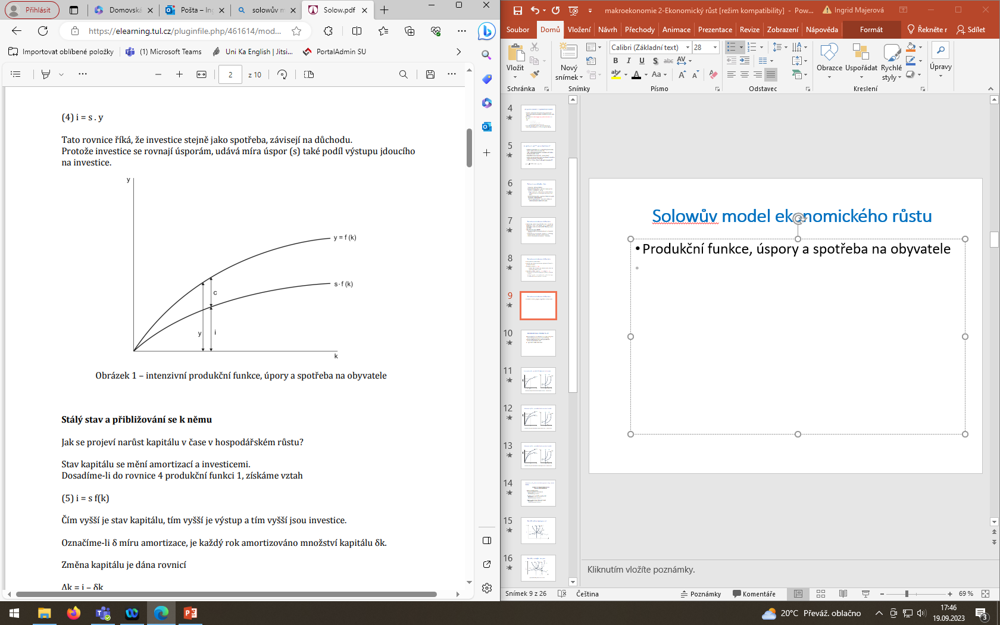 Přihlásit
Domovská
Pošta – In
solowův m
Solow.pdf
https://elearning.tul.cz/pluginfile.php/461614/mod...
Importovat oblíbené položky
(1) Microsoft Teams
Uni Ka English | Jitsi...
PortalAdmin SU
2
z 10
(4) i = s . y
Tato rovnice říká, že investice stejně jako spotřeba, závisejí na důchodu.
Protože investice se rovnají úsporám, udává míra úspor (s) také podíl výstupu jdoucího
na investice.
y
y = f (k)
s · f (k)
c
y
i
k
Obrázek 1 – intenzivní produkční funkce, úpory a spotřeba na obyvatele
Stálý stav a přibližování se k němu
Jak se projeví narůst kapitálu v čase v hospodářském růstu?
Stav kapitálu se mění amortizací a investicemi.
Dosadíme-li do rovnice 4 produkční funkci 1, získáme vztah
(5) i = s f(k)
Čím vyšší je stav kapitálu, tím vyšší je výstup a tím vyšší jsou investice.
Označíme-li δ míru amortizace, je každý rok amortizováno množství kapitálu δk.
Změna kapitálu je dána rovnicí
Δk = i – δk
makroekonomie 2-Ekonomický růst [režim kompatibility] - Pow...
Ingrid Majerová
Soubor
Domů
Vložení
Návrh
Přechody
Animace
Prezentace
Revize
Zobrazení
Nápověda
Formát
Řekněte ř
Sdílet
Vložit
Nový
snímek
Calibri (Základní text)
28
B I U S abc AV
Aa
A A
Obrazce
Uspořádat
Rychlé
styly
Úpravy
Schránka
Snímky
Písmo
Odstavec
Kreslení
4
5
6
7
8
9
10
11
12
13
14
15
16
Solowův model ekonomického růstu
• Produkční funkce, úspory a spotřeba na obyvatele
Kliknutím vložíte poznámky.
Snímek 9 z 26
Čeština
Poznámky
Komentáře
69 %
20°C Převáž. oblačno
17:46
19.09.2023
3